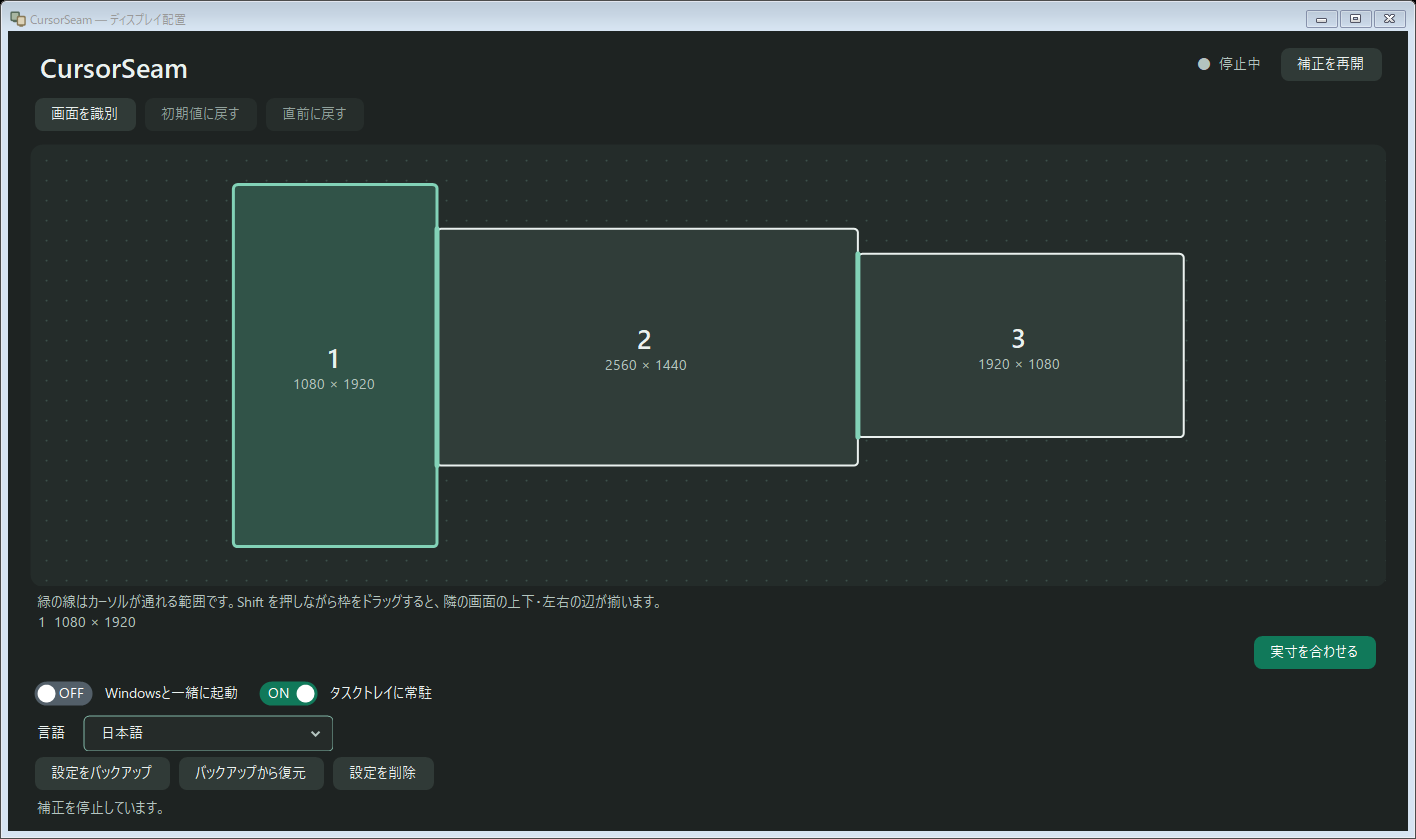 CursorSeam — ディスプレイ配置
CursorSeam
停止中
補正を再開
画面を識別
初期値に戻す
直前に戻す
1
1080 × 1920
2
2560 × 1440
3
1920 × 1080
緑の線はカーソルが通れる範囲です。Shift を押しながら枠をドラッグすると、隣の画面の上下・左右の辺が揃います。
1 1080 × 1920
実寸を合わせる
OFF Windowsと一緒に起動 ON タスクトレイに常駐
言語 日本語
設定をバックアップ バックアップから復元 設定を削除
補正を停止しています。